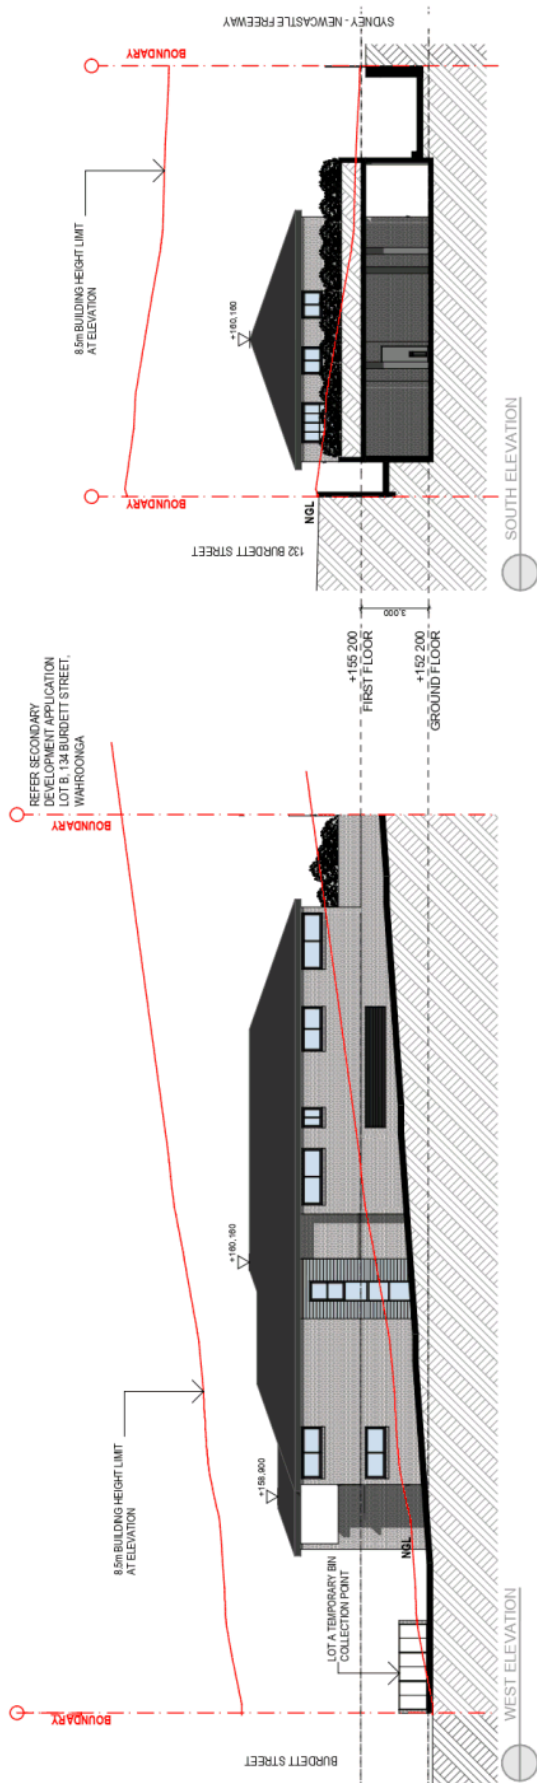 BURDETT STREET
BOUNDARY
8.5m BUILDING HEIGHT LIMIT
AT ELEVATION
LOT A TEMPORARY BIN
COLLECTION POINT
NGL
+158,900
+160,160
REFER SECONDARY
DEVELOPMENT APPLICATION
LOT B, 134 BURDETT STREET,
WAHROONGA
BOUNDARY
WEST ELEVATION
+155 200
FIRST FLOOR
3,000
+152 200
GROUND FLOOR
132 BURDETT STREET
BOUNDARY
NGL
8.5m BUILDING HEIGHT LIMIT
AT ELEVATION
+160,160
BOUNDARY
SYDNEY - NEWCASTLE FREEWAY
SOUTH ELEVATION